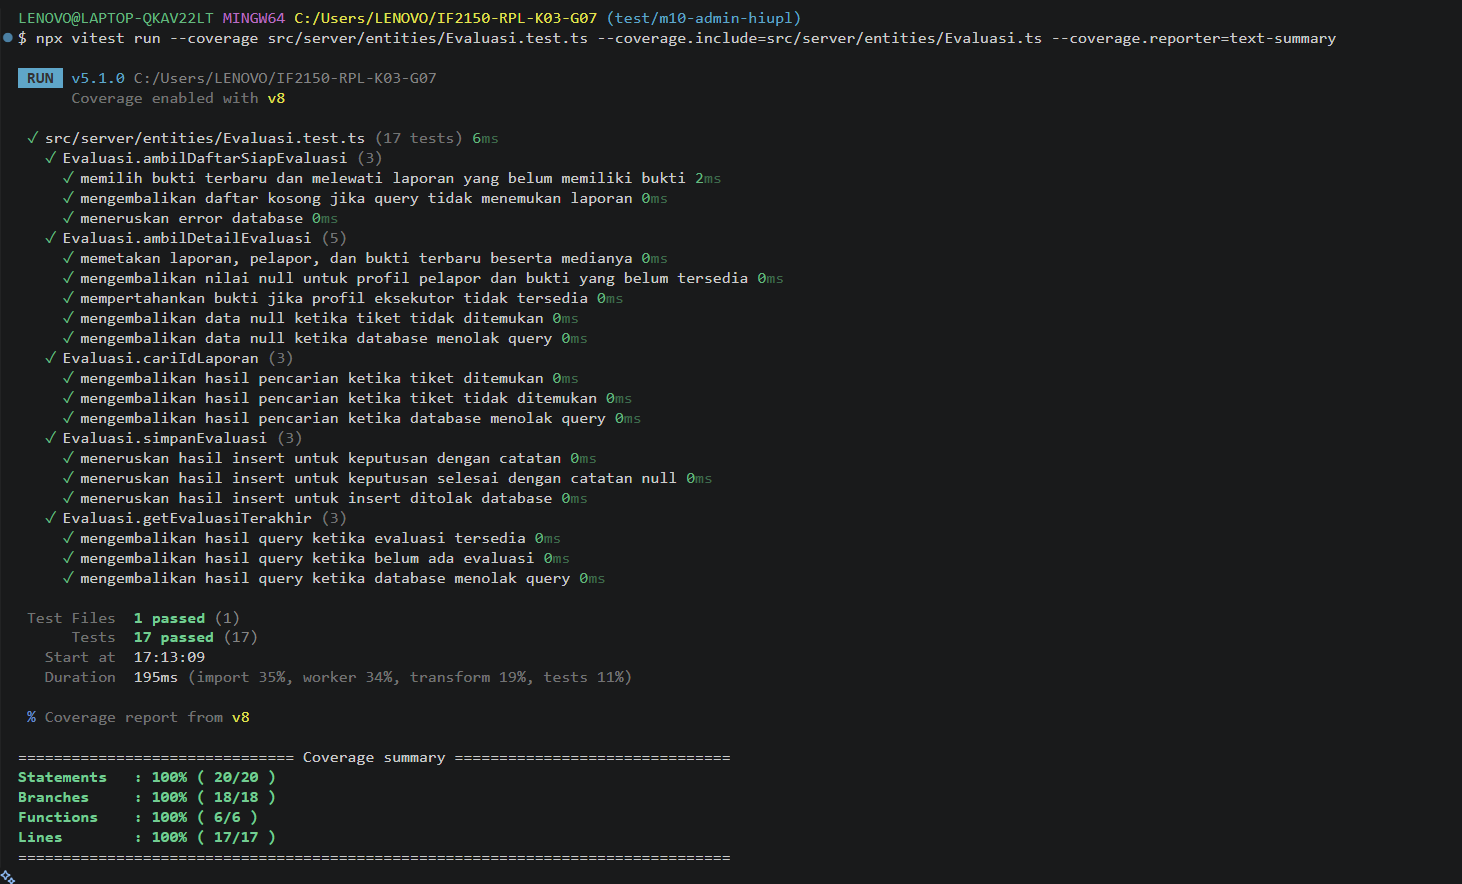 LENOVO@LAPTOP-QKAV22LT MINGW64 C:/Users/LENOVO/IF2150-RPL-K03-G07 (test/m10-admin-hiupl)
$ npx vitest run --coverage src/server/entities/Evaluasi.test.ts --coverage.include=src/server/entities/Evaluasi.ts --coverage.reporter=text-summary
RUN v5.1.0 C:/Users/LENOVO/IF2150-RPL-K03-G07
Coverage enabled with v8
✓ src/server/entities/Evaluasi.test.ts (17 tests) 6ms
✓ Evaluasi.ambilDaftarSiapEvaluasi (3)
✓ memilih bukti terbaru dan melewati laporan yang belum memiliki bukti 2ms
✓ mengembalikan daftar kosong jika query tidak menemukan laporan 0ms
✓ meneruskan error database 0ms
✓ Evaluasi.ambilDetailEvaluasi (5)
✓ memetakan laporan, pelapor, dan bukti terbaru beserta medianya 0ms
✓ mengembalikan nilai null untuk profil pelapor dan bukti yang belum tersedia 0ms
✓ mempertahankan bukti jika profil eksekutor tidak tersedia 0ms
✓ mengembalikan data null ketika tiket tidak ditemukan 0ms
✓ mengembalikan data null ketika database menolak query 0ms
✓ Evaluasi.cariIdLaporan (3)
✓ mengembalikan hasil pencarian ketika tiket ditemukan 0ms
✓ mengembalikan hasil pencarian ketika tiket tidak ditemukan 0ms
✓ mengembalikan hasil pencarian ketika database menolak query 0ms
✓ Evaluasi.simpanEvaluasi (3)
✓ meneruskan hasil insert untuk keputusan dengan catatan 0ms
✓ meneruskan hasil insert untuk keputusan selesai dengan catatan null 0ms
✓ meneruskan hasil insert untuk insert ditolak database 0ms
✓ Evaluasi.getEvaluasiTerakhir (3)
✓ mengembalikan hasil query ketika evaluasi tersedia 0ms
✓ mengembalikan hasil query ketika belum ada evaluasi 0ms
✓ mengembalikan hasil query ketika database menolak query 0ms
Test Files 1 passed (1)
Tests 17 passed (17)
Start at 17:13:09
Duration 195ms (import 35%, worker 34%, transform 19%, tests 11%)
% Coverage report from v8
=============================== Coverage summary ===============================
Statements : 100% ( 20/20 )
Branches : 100% ( 18/18 )
Functions : 100% ( 6/6 )
Lines : 100% ( 17/17 )
================================================================================